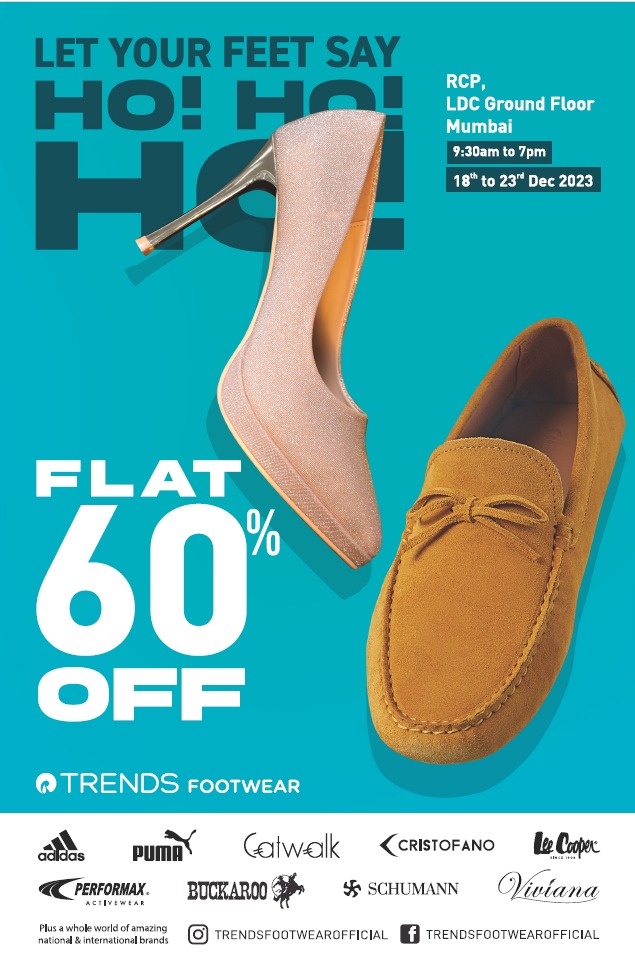 LET YOUR FEET SAY
HO! HO!
HO!
RCP,
LDC Ground Floor
Mumbai
9:30am to 7pm
18th to 23rd Dec 2023
FLAT
60%
OFF
TRENDS FOOTWEAR
adidas PUMA Catwalk CRISTOFANO Lee Cooper
since 1908
PERFORMAX BUCKAROO SCHUMANN Viviana
ACTIVEWEAR
Plus a whole world of amazing
national & international brands
TRENDSFOOTWEAROFFICIAL TRENDSFOOTWEAROFFICIAL